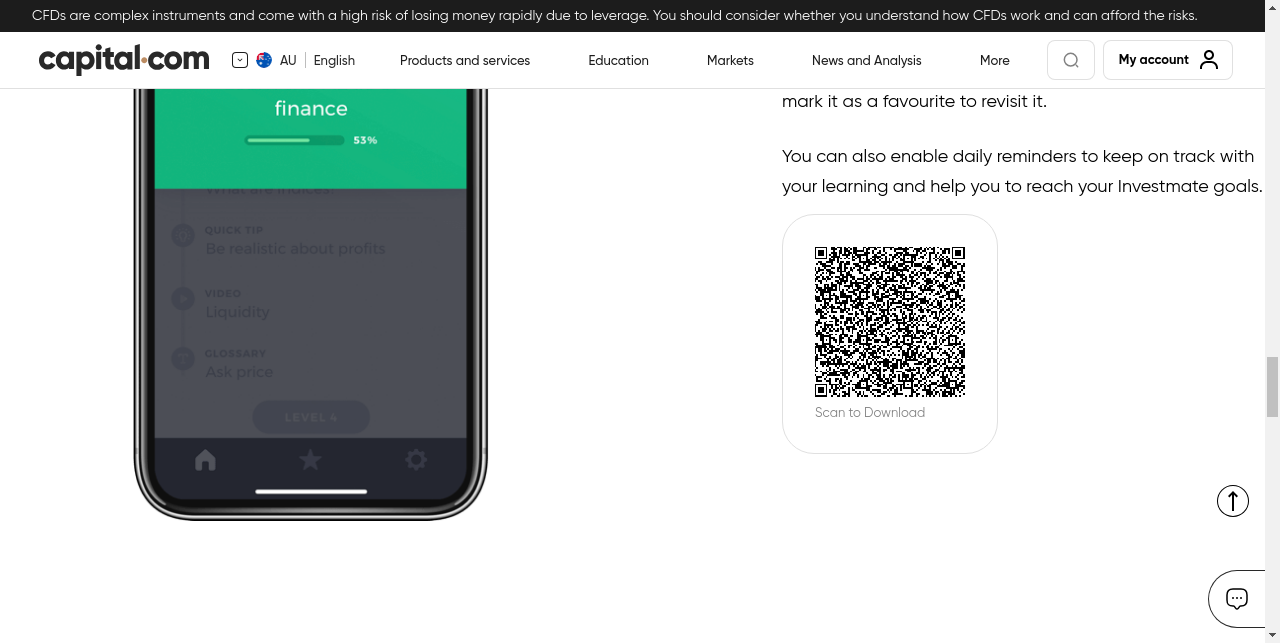 CFDs are complex instruments and come with a high risk of losing money rapidly due to leverage. You should consider whether you understand how CFDs work and can afford the risks.
capital.com
AU
English
Products and services
Education
Markets
News and Analysis
More
My account
finance
53%
What are indices?
QUICK TIP
Be realistic about profits
VIDEO
Liquidity
GLOSSARY
Ask price
LEVEL 4
mark it as a favourite to revisit it.
You can also enable daily reminders to keep on track with
your learning and help you to reach your Investmate goals.
Scan to Download